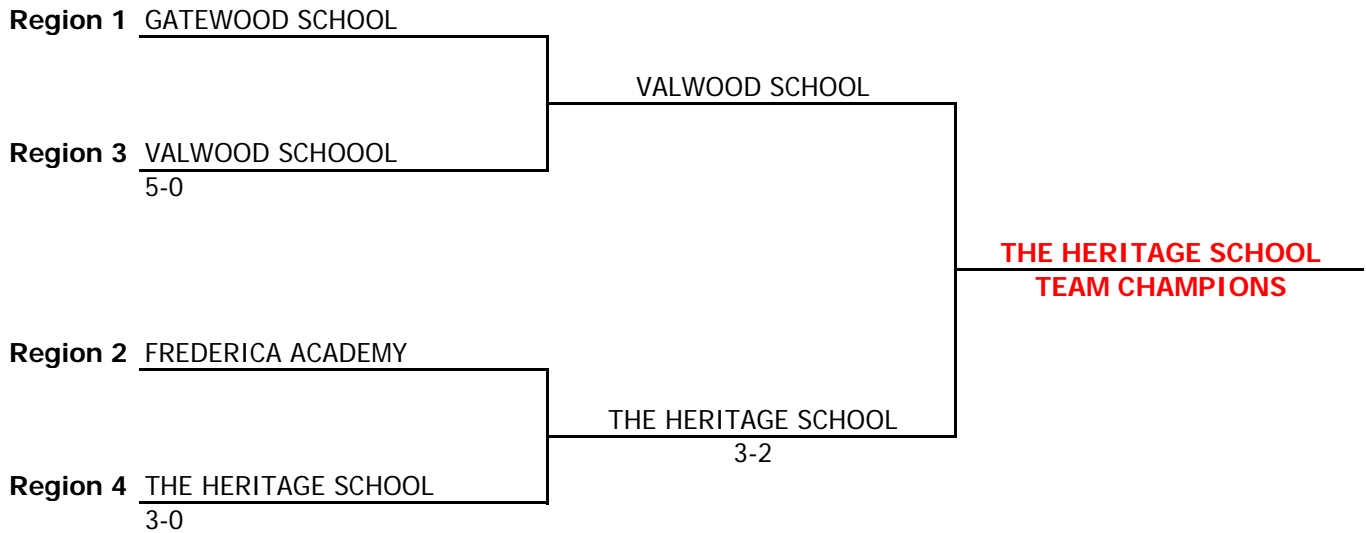 Region 1 GATEWOOD SCHOOL
VALWOOD SCHOOL
Region 3 VALWOOD SCHOOOL
5-0
THE HERITAGE SCHOOL
TEAM CHAMPIONS
Region 2 FREDERICA ACADEMY
THE HERITAGE SCHOOL
3-2
Region 4 THE HERITAGE SCHOOL
3-0